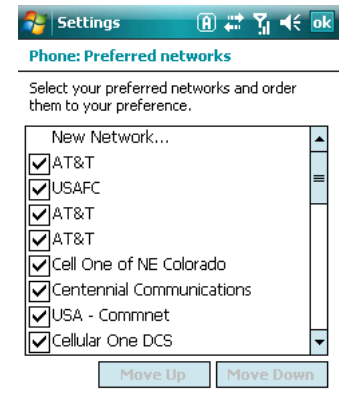 Settings
ok
Phone: Preferred networks
Select your preferred networks and order
them to your preference.
New Network...
AT&T
USAFC
AT&T
AT&T
Cell One of NE Colorado
Centennial Communications
USA - Commnet
Cellular One DCS
Move Up Move Down